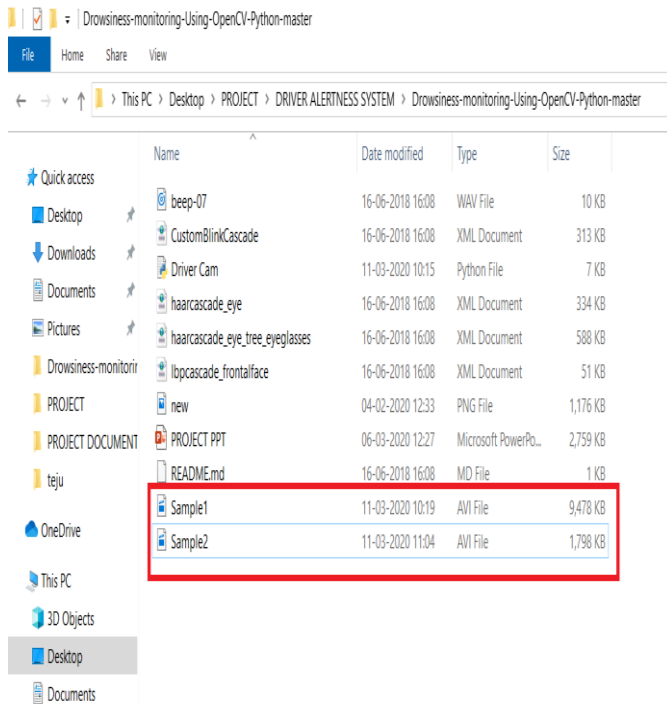 Drowsiness-monitoring-Using-OpenCV-Python-master
File Home Share View
This PC > Desktop > PROJECT > DRIVER ALERTNESS SYSTEM > Drowsiness-monitoring-Using-OpenCV-Python-master
Name Date modified Type Size
Quick access
Desktop
Downloads
Documents
Pictures
Drowsiness-monitorir
PROJECT
PROJECT DOCUMENT
teju
OneDrive
This PC
3D Objects
Desktop
Documents
beep-07 16-06-2018 16:08 WAV File 10 KB
CustomBlinkCascade 16-06-2018 16:08 XML Document 313 KB
Driver Cam 11-03-2020 10:15 Python File 7 KB
haarcascade_eye 16-06-2018 16:08 XML Document 334 KB
haarcascade_eye_tree_eyeglasses 16-06-2018 16:08 XML Document 588 KB
lbpcascade_frontalface 16-06-2018 16:08 XML Document 51 KB
new 04-02-2020 12:33 PNG File 1,176 KB
PROJECT PPT 06-03-2020 12:27 Microsoft PowerPo... 2,759 KB
README.md 16-06-2018 16:08 MD File 1 KB
Sample1 11-03-2020 10:19 AVI File 9,478 KB
Sample2 11-03-2020 11:04 AVI File 1,798 KB